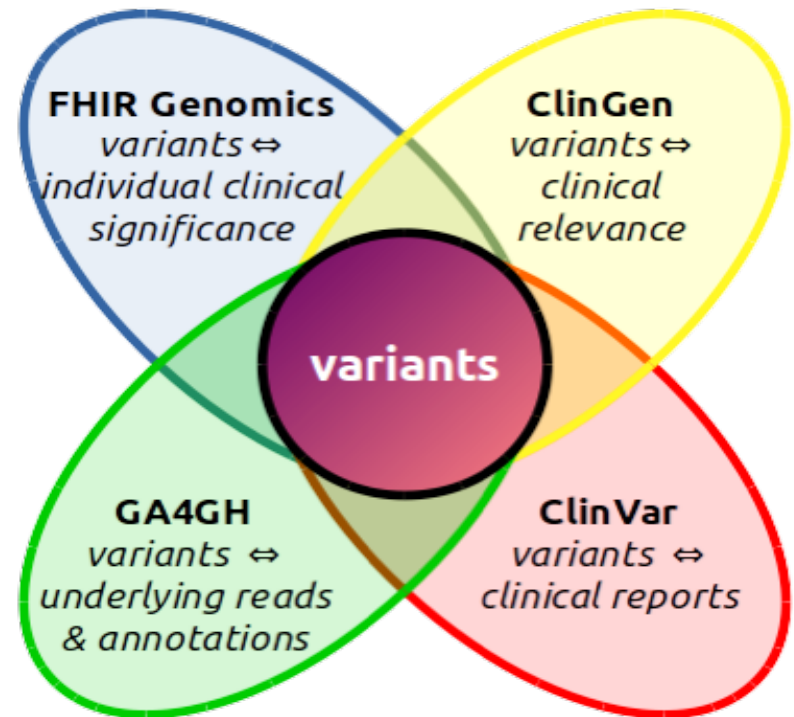 FHIR Genomics
variants ⇔
individual clinical
significance
ClinGen
variants ⇔
clinical
relevance
variants
GA4GH
variants ⇔
underlying reads
& annotations
ClinVar
variants ⇔
clinical reports